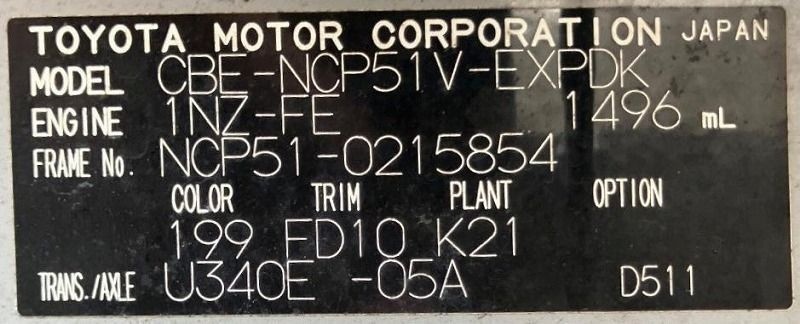 TOYOTA MOTOR CORPORATION JAPAN
MODEL CBE-NCP51V-EXPDK
ENGINE 1NZ-FE 1496 mL
FRAME No. NCP51-0215854
COLOR TRIM PLANT OPTION
199 FD10 K21
TRANS./AXLE U340E -05A D511